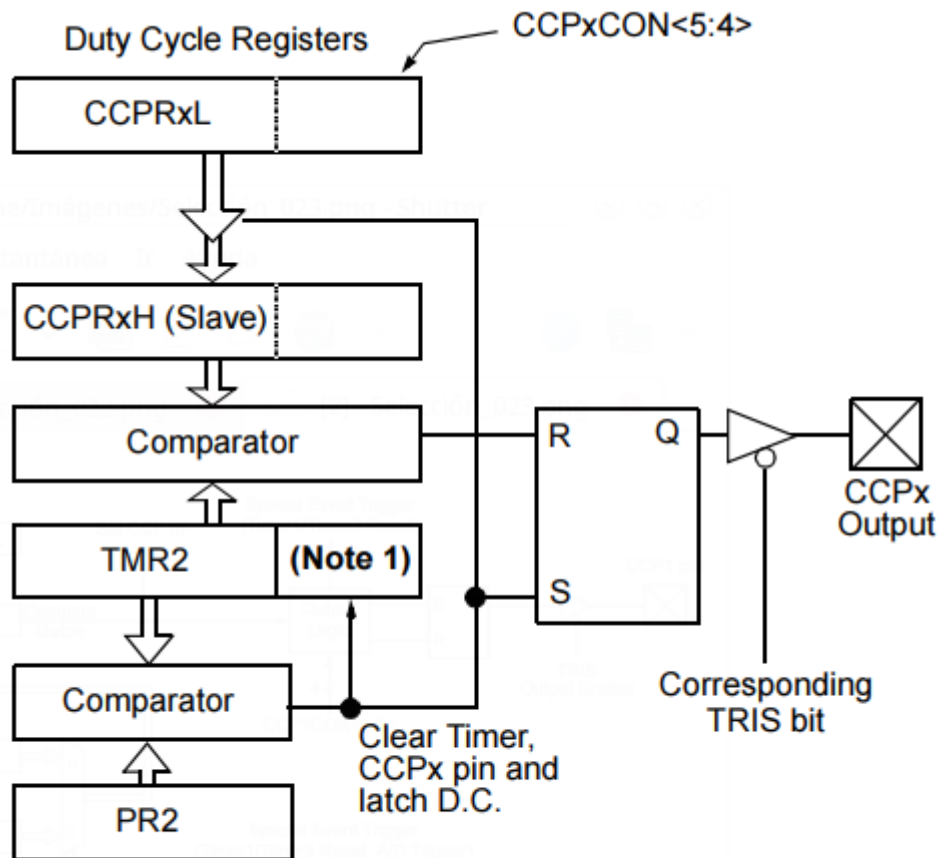 Duty Cycle Registers
CCPxCON<5:4>
CCPRxL
CCPRxH (Slave)
Comparator
R
Q
CCPx
Output
TMR2
(Note 1)
S
Comparator
Corresponding
TRIS bit
Clear Timer,
CCPx pin and
latch D.C.
PR2